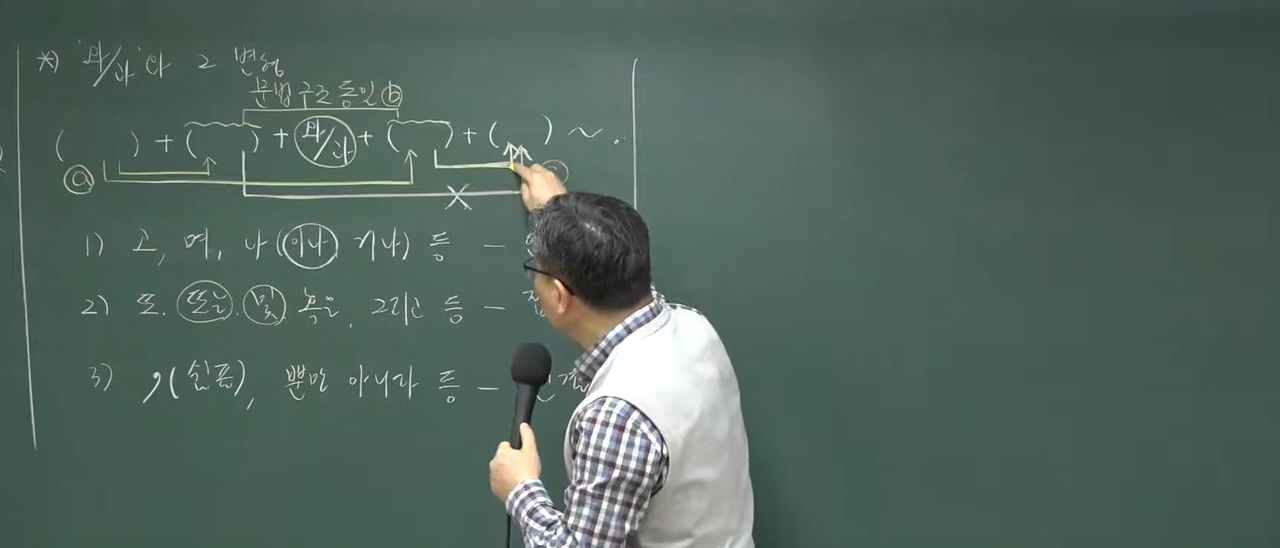 *) '와/과'와 그 변형
문법 구조 동일 ⓑ
(    ) + (    ) + 와/과 + (    ) + (    ) ~ .
ⓐ ×
1) 고, 며, 나(이나, 거나) 등 -
2) 또, 또는, 및, 혹은, 그리고 등 -
3) ,(쉼표), 뿐만 아니라 등 -